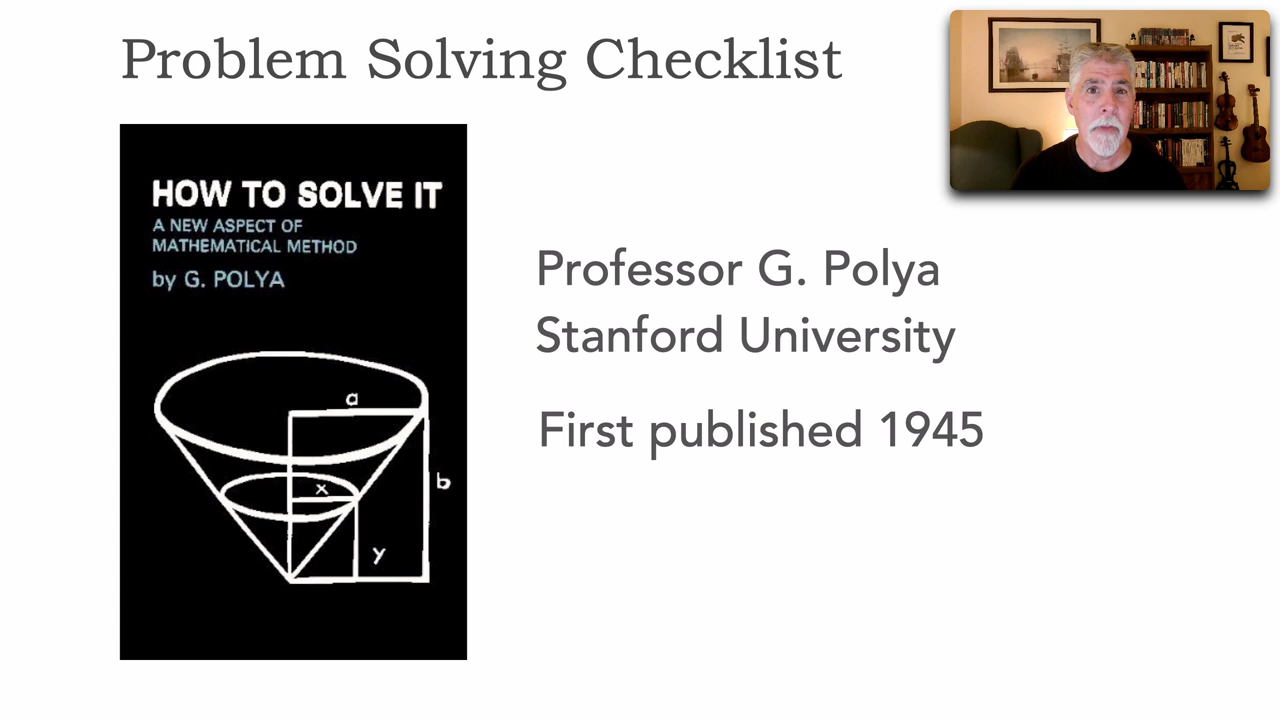 Problem Solving Checklist
HOW TO SOLVE IT
A NEW ASPECT OF
MATHEMATICAL METHOD
by G. POLYA
a
x
b
y
Professor G. Polya
Stanford University
First published 1945